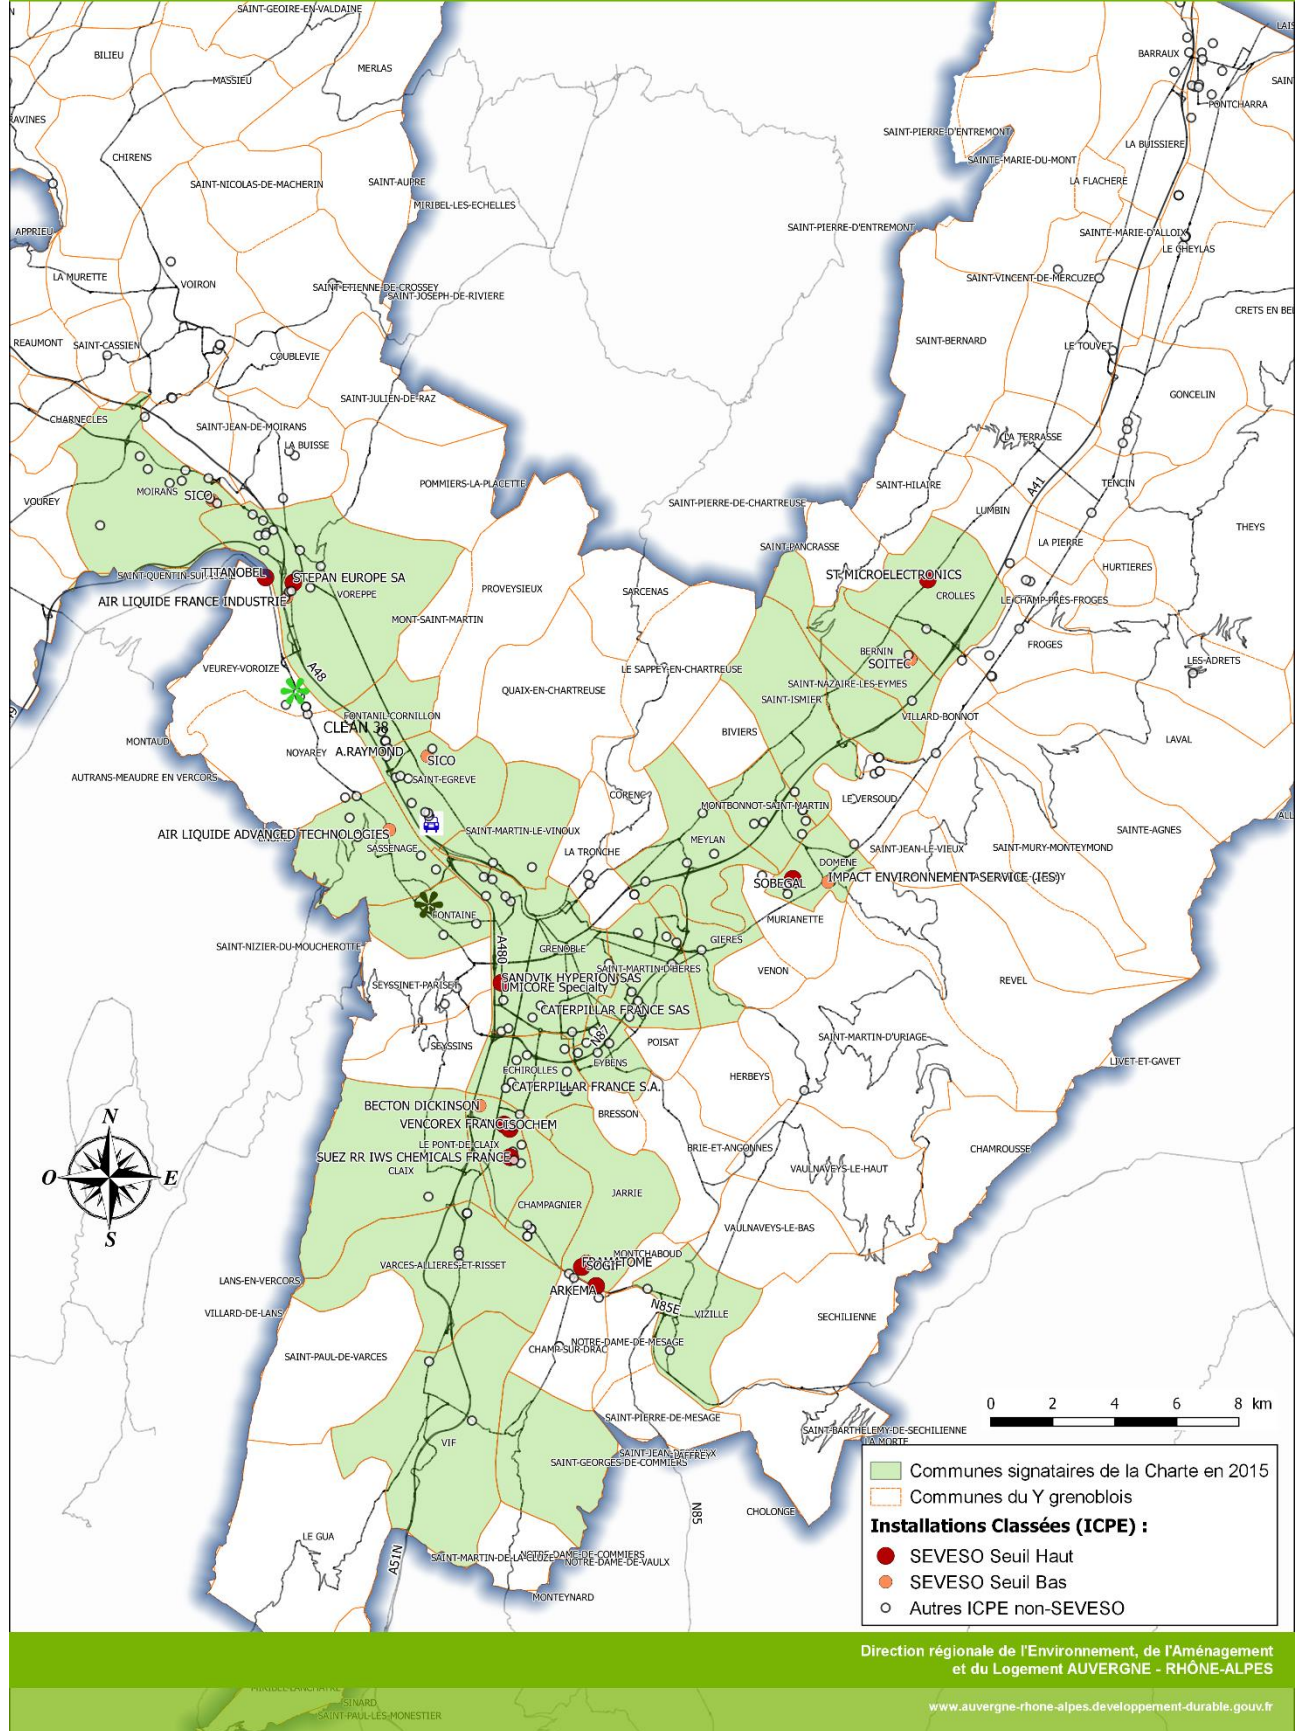 SAINT-GEOIRE-EN-VALDAINE
BILIEU
MERLAS
MASSIEU
BARRAUX
PONTCHARRA
SAINT-PIERRE-D'ENTREMONT
SAINTE-MARIE-DU-MONT
LA BUISSIERE
CHIRENS
LA FLACHERE
SAINT-NICOLAS-DE-MACHERIN
SAINT-AUPRE
MIRIBEL-LES-ECHELLES
SAINT-PIERRE-D'ENTREMONT
SAINTE-MARIE-D'ALLOIX
LE CHEYLAS
APPRIEU
LA MURETTE
VOIRON
SAINT-ETIENNE-DE-CROSSEY
SAINT-JOSEPH-DE-RIVIERE
SAINT-VINCENT-DE-MERCUZE
CRETS EN BEL
REAUMONT
SAINT-CASSIEN
COUBLEVIE
SAINT-BERNARD
LE TOUVET
GONCELIN
SAINT-JULIEN-DE-RAZ
CHARNECLES
SAINT-JEAN-DE-MOIRANS
LA BUISSE
LA TERRASSE
POMMIERS-LA-PLACETTE
SAINT-HILAIRE
A41
TENCIN
MOIRANS
SICO
VOUREY
SAINT-PIERRE-DE-CHARTREUSE
LUMBIN
THEYS
SAINT-PANCRASSE
LA PIERRE
HURTIERES
TITANOBEL
STEPAN EUROPE SA
VOREPPE
PROVEYSIEUX
SARCENAS
ST MICROELECTRONICS
CROLLES
LE CHAMP-PRES-FROGES
AIR LIQUIDE FRANCE INDUSTRIE
MONT-SAINT-MARTIN
FROGES
BERNIN
SOITEC
LES ADRETS
VEUREY-VOROIZE
A48
LE SAPPEY-EN-CHARTREUSE
SAINT-NAZAIRE-LES-EYMES
QUAIX-EN-CHARTREUSE
SAINT-ISMIER
VILLARD-BONNOT
FONTANIL-CORNILLON
CLEAN 38
BIVIERS
LAVAL
MONTAUD
NOYAREY
A.RAYMOND
SICO
AUTRANS-MEAUDRE EN VERCORS
SAINT-EGREVE
CORENC
MONTBONNOT-SAINT-MARTIN
LE VERSOUD
AIR LIQUIDE ADVANCED TECHNOLOGIES
SAINT-MARTIN-LE-VINOUX
SAINTE-AGNES
SASSENAGE
LA TRONCHE
MEYLAN
SAINT-JEAN-LE-VIEUX
SAINT-MURY-MONTEYMOND
DOMENE
SOBEGAL
IMPACT ENVIRONNEMENT SERVICE (IES)
FONTAINE
MURIANETTE
SAINT-NIZIER-DU-MOUCHEROTTE
A480
GRENOBLE
GIERES
SAINT-MARTIN-D'HERES
VENON
REVEL
SEYSSINET-PARISET
SANDVIK HYPERION SAS
UMICORE Specialty
CATERPILLAR FRANCE SAS
N87
SEYSSINS
POISAT
SAINT-MARTIN-D'URIAGE
EYBENS
LIVET-ET-GAVET
ECHIROLLES
HERBEYS
CATERPILLAR FRANCE S.A.
BECTON DICKINSON
BRESSON
VENCOREX FRANC
ISOCHEM
LE PONT-DE-CLAIX
BRIE-ET-ANGONNES
CHAMROUSSE
SUEZ RR IWS CHEMICALS FRANCE
CLAIX
VAULNAVEYS-LE-HAUT
N
O
E
S
JARRIE
CHAMPAGNIER
VAULNAVEYS-LE-BAS
MONTCHABOUD
FRAMATOME
SOGIF
VARCES-ALLIERES-ET-RISSET
LANS-EN-VERCORS
ARKEMA
N85E
VILLARD-DE-LANS
VIZILLE
SECHILIENNE
NOTRE-DAME-DE-MESAGE
CHAMP-SUR-DRAC
SAINT-PAUL-DE-VARCES
0 2 4 6 8 km
SAINT-PIERRE-DE-MESAGE
SAINT-BARTHELEMY-DE-SECHILIENNE
LA MORTE
VIF
LAFFREY
SAINT-GEORGES-DE-COMMIERS
N85
CHOLONGE
LE GUA
A51N
SAINT-MARTIN-DE-LA-CLUZE
NOTRE-DAME-DE-COMMIERS
NOTRE-DAME-DE-VAULX
MONTEYNARD
Communes signataires de la Charte en 2015
Communes du Y grenoblois
Installations Classées (ICPE) :
SEVESO Seuil Haut
SEVESO Seuil Bas
Autres ICPE non-SEVESO
Direction régionale de l'Environnement, de l'Aménagement
et du Logement AUVERGNE - RHÔNE-ALPES
www.auvergne-rhone-alpes.developpement-durable.gouv.fr
SINARD
SAINT-PAUL-LES-MONESTIER